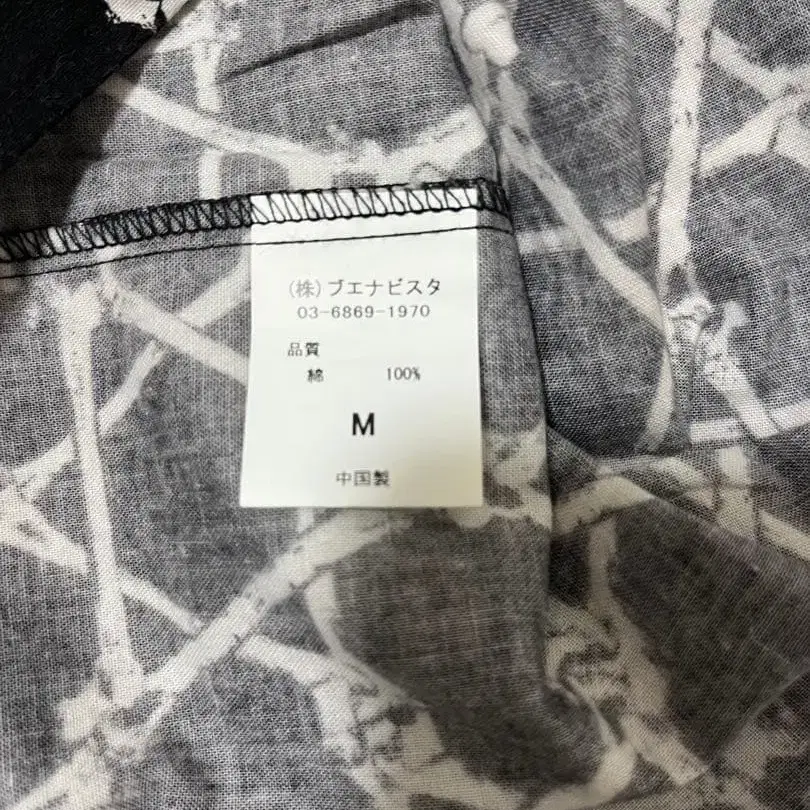 (株)ブエナビスタ
03-6869-1970
品質
綿 100%
M
中国製